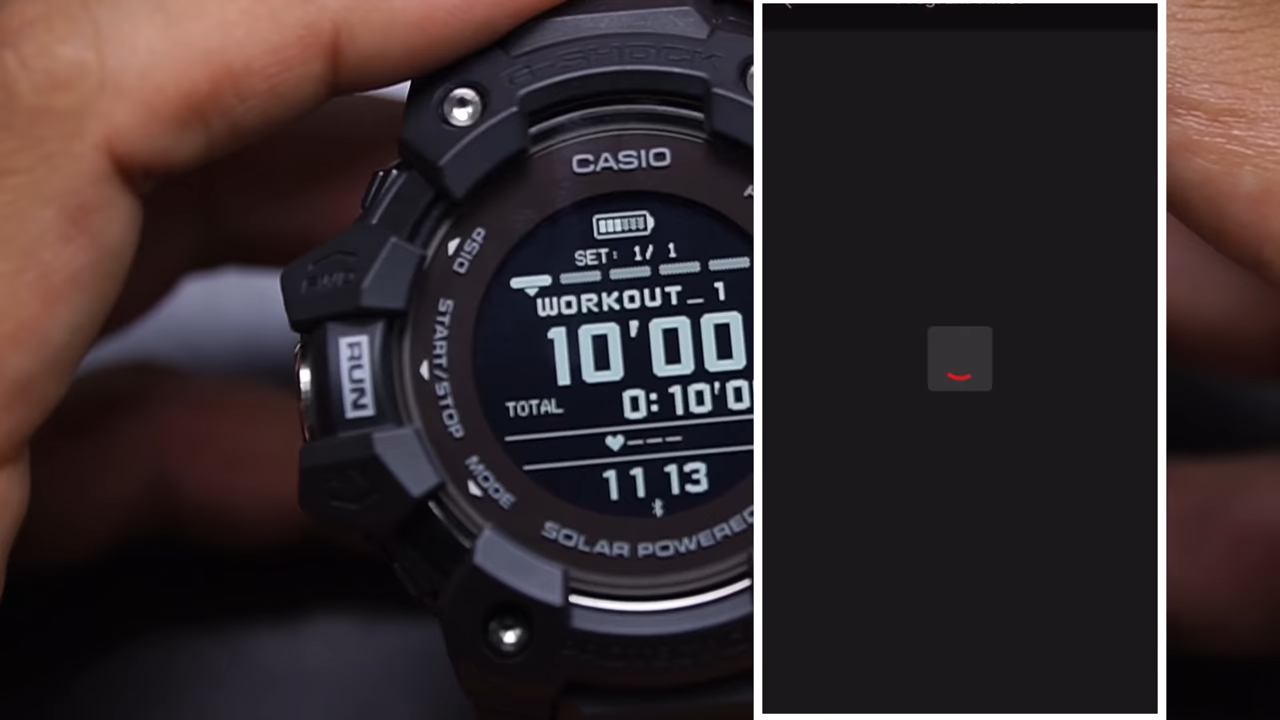 G-SHOCK
CASIO
DISP
SET: 1/ 1
WORKOUT_1
10'00
START/STOP
RUN
TOTAL 0:10'0
---
11 13
MODE
SOLAR POWERED